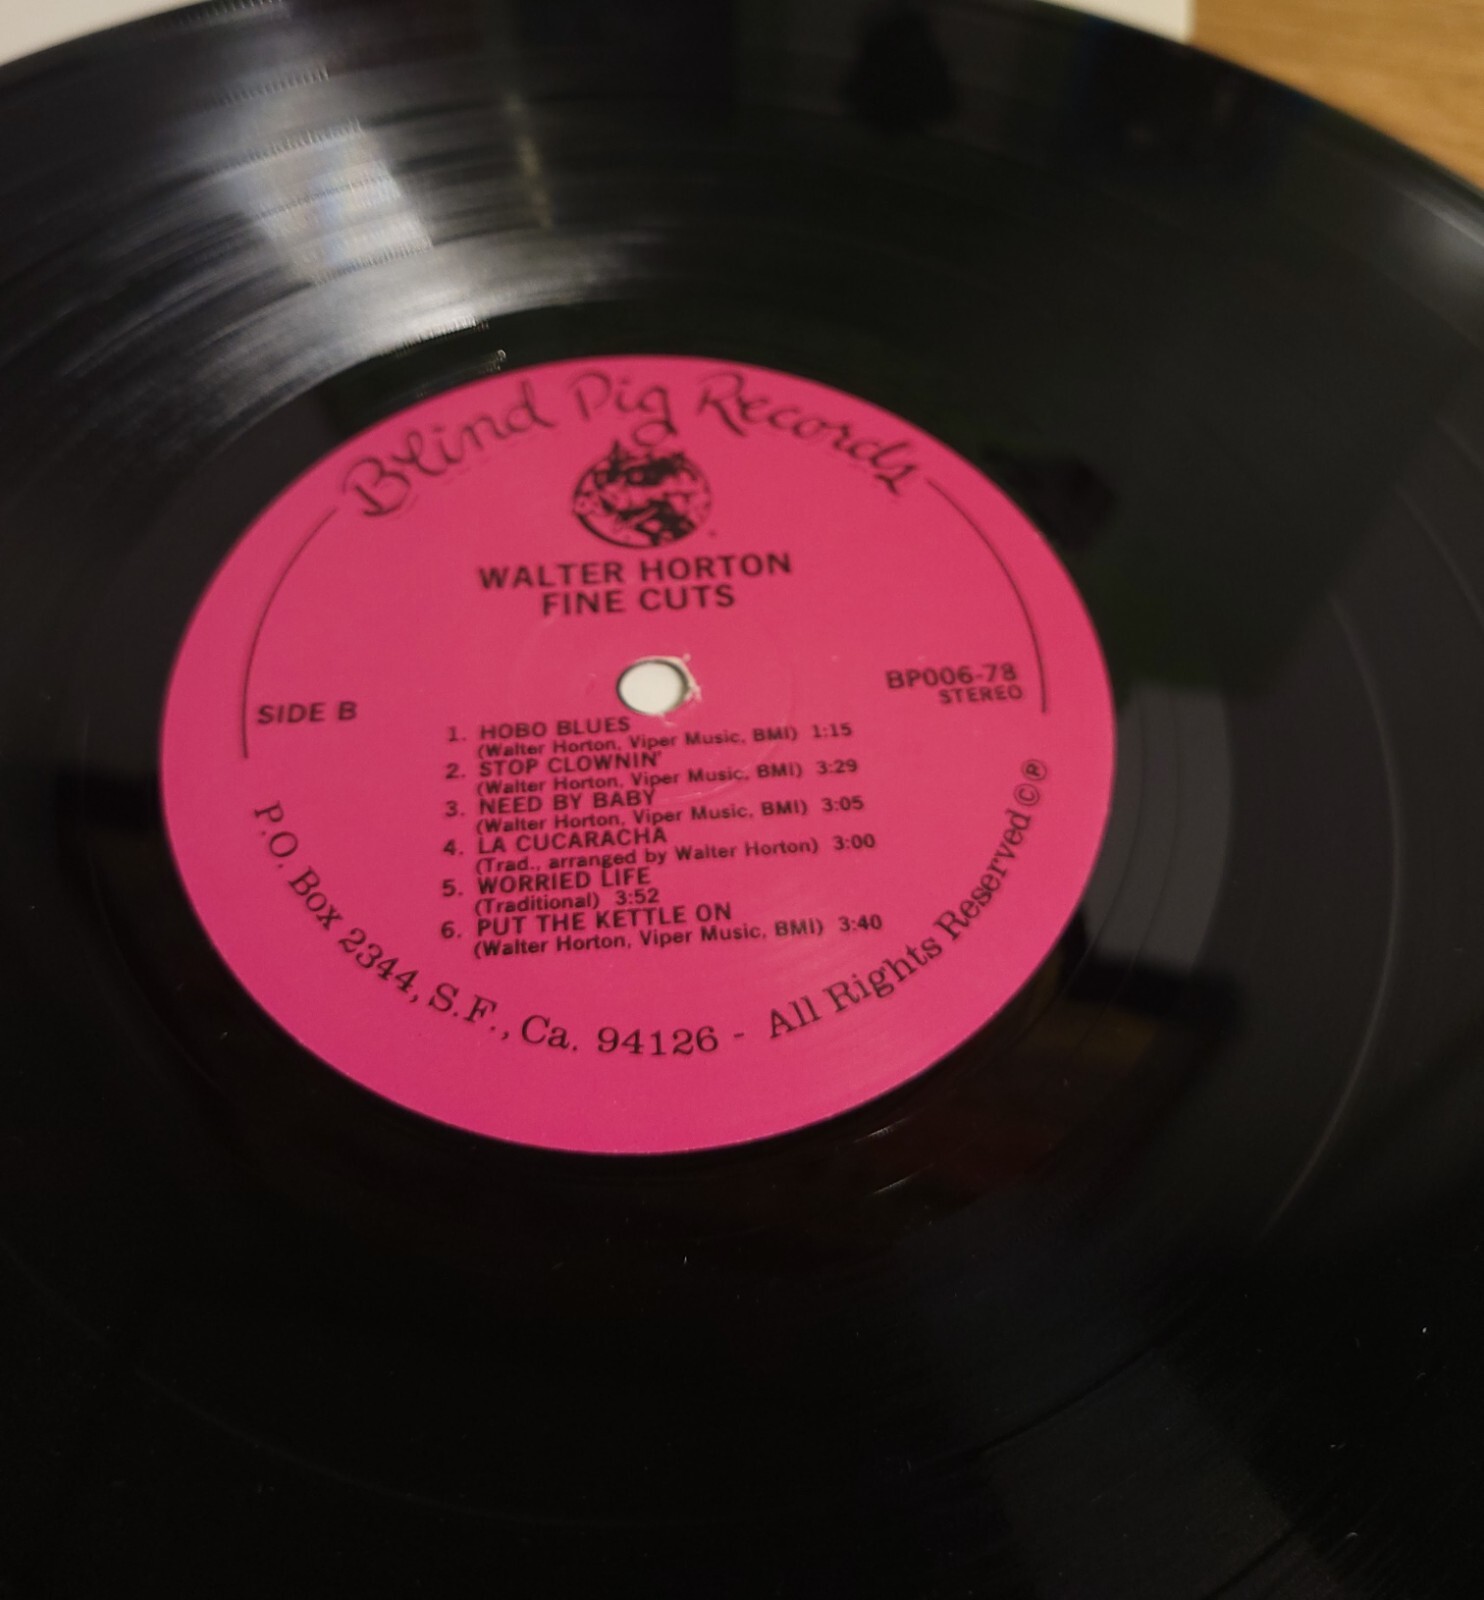 Blind Pig Records
WALTER HORTON
FINE CUTS
SIDE B
BP006-78
STEREO
1. HOBO BLUES
(Walter Horton, Viper Music, BMI) 1:15
2. STOP CLOWNIN'
(Walter Horton, Viper Music, BMI) 3:29
3. NEED BY BABY
(Walter Horton, Viper Music, BMI) 3:05
4. LA CUCARACHA
(Trad., arranged by Walter Horton) 3:00
5. WORRIED LIFE
(Traditional) 3:52
6. PUT THE KETTLE ON
(Walter Horton, Viper Music, BMI) 3:40
P.O. Box 2344, S.F., Ca. 94126 - All Rights Reserved ©℗